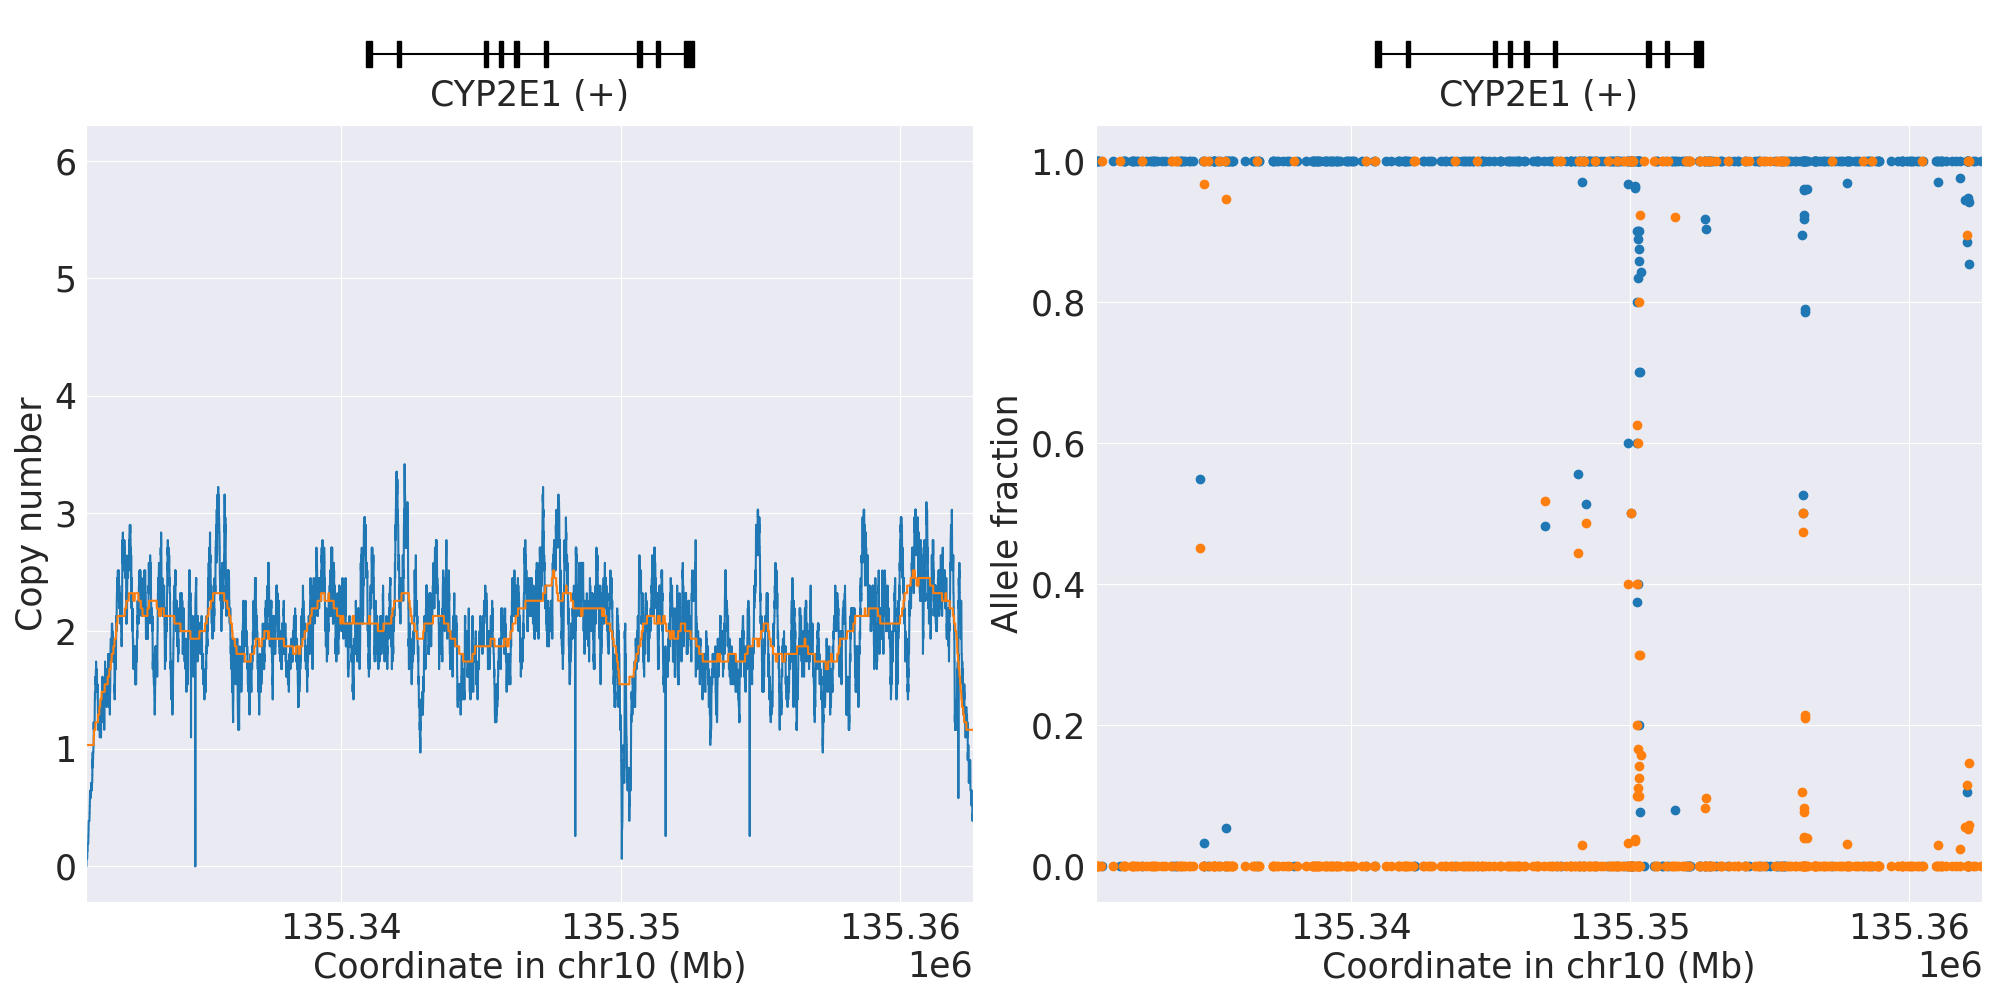 CYP2E1 (+)
6
5
4
3
2
1
0
Copy number
135.34 135.35 135.36
Coordinate in chr10 (Mb)
1e6
CYP2E1 (+)
1.0
0.8
0.6
0.4
0.2
0.0
Allele fraction
135.34 135.35 135.36
Coordinate in chr10 (Mb)
1e6